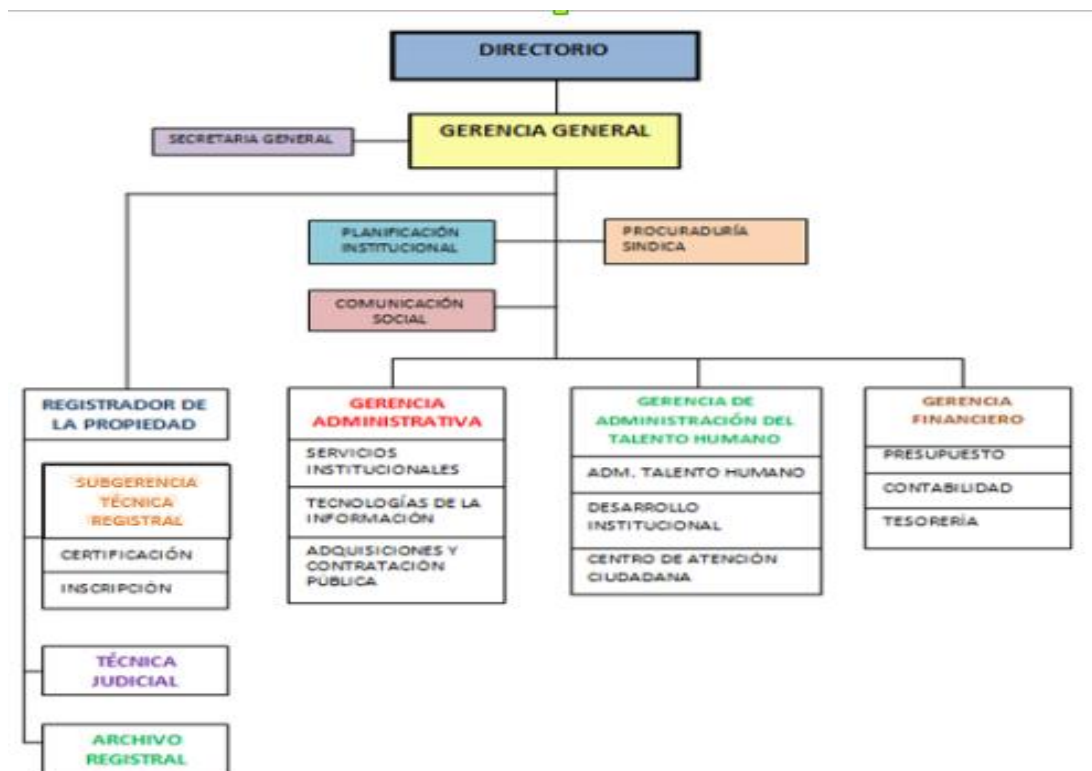 DIRECTORIO
GERENCIA GENERAL
SECRETARIA GENERAL
PLANIFICACIÓN
INSTITUCIONAL
PROCURADURÍA
SINDICA
COMUNICACIÓN
SOCIAL
REGISTRADOR DE
LA PROPIEDAD
SUBGERENCIA
TÉCNICA
REGISTRAL
CERTIFICACIÓN
INSCRIPCIÓN
TÉCNICA
JUDICIAL
ARCHIVO
REGISTRAL
GERENCIA
ADMINISTRATIVA
SERVICIOS
INSTITUCIONALES
TECNOLOGÍAS DE LA
INFORMACIÓN
ADQUISICIONES Y
CONTRATACIÓN
PÚBLICA
GERENCIA DE
ADMINISTRACIÓN DEL
TALENTO HUMANO
ADM. TALENTO HUMANO
DESARROLLO
INSTITUCIONAL
CENTRO DE ATENCIÓN
CIUDADANA
GERENCIA
FINANCIERO
PRESUPUESTO
CONTABILIDAD
TESORERÍA